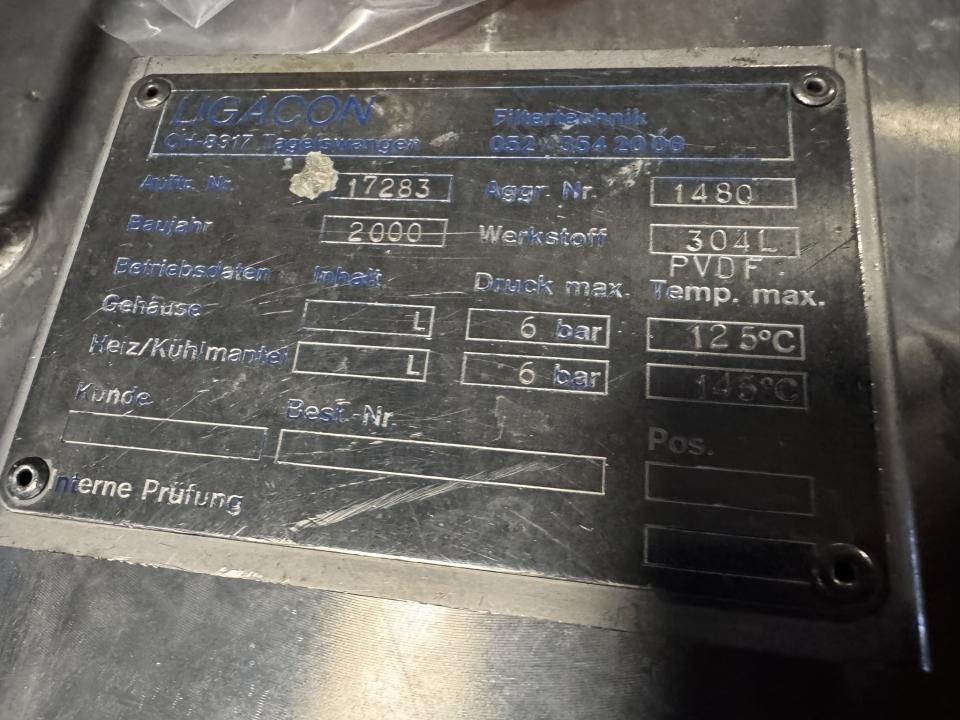 LIGACON Filtertechnik
CH-8317 Tagelswangen 052 354 20 00
Auftr. Nr. 17283 Aggr. Nr. 1480
Baujahr 2000 Werkstoff 304L
PVDF
Betriebsdaten Inhalt Druck max. Temp. max.
Gehäuse L 6 bar 125°C
Heiz/Kühlmantel L 6 bar 145°C
Kunde Best.-Nr. Pos.
Interne Prüfung